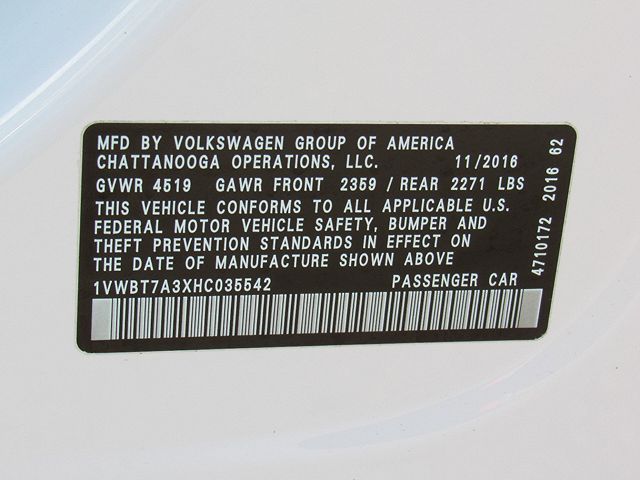 MFD BY VOLKSWAGEN GROUP OF AMERICA
CHATTANOOGA OPERATIONS, LLC. 11/2016
GVWR 4519 GAWR FRONT 2359 / REAR 2271 LBS
THIS VEHICLE CONFORMS TO ALL APPLICABLE U.S.
FEDERAL MOTOR VEHICLE SAFETY, BUMPER AND
THEFT PREVENTION STANDARDS IN EFFECT ON
THE DATE OF MANUFACTURE SHOWN ABOVE
1VWBT7A3XHC035542 PASSENGER CAR
4710172 2016 62